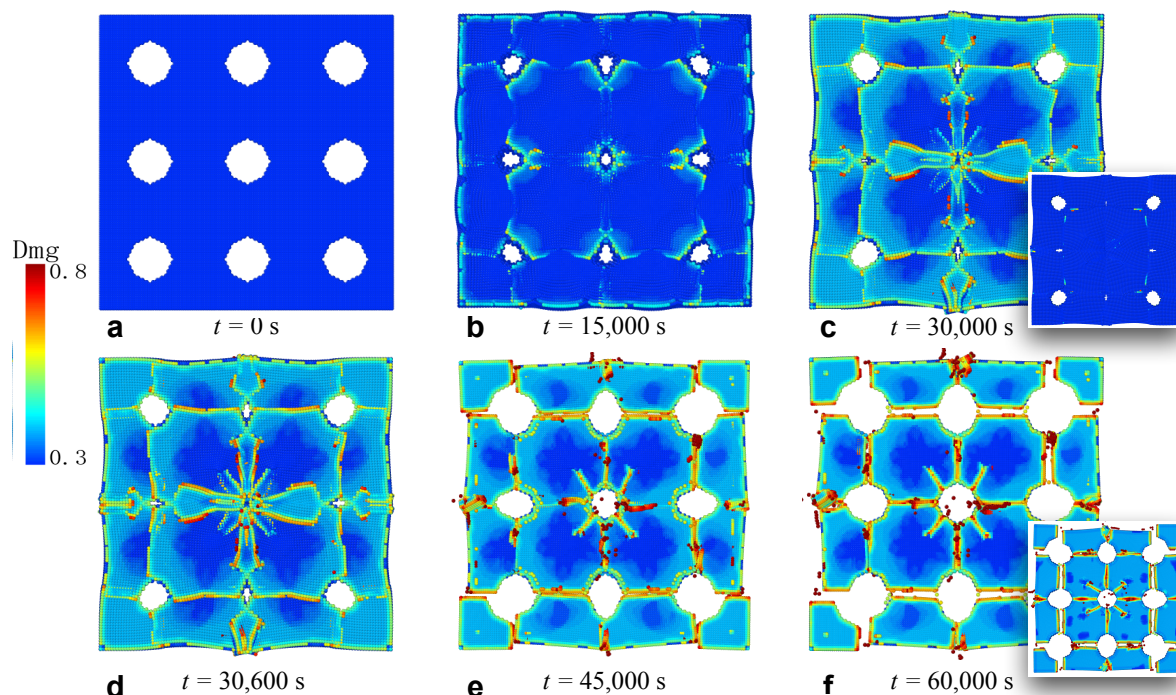 a t = 0 s
b t = 15,000 s
c t = 30,000 s
Dmg
0.8
0.3
d t = 30,600 s
e t = 45,000 s
f t = 60,000 s